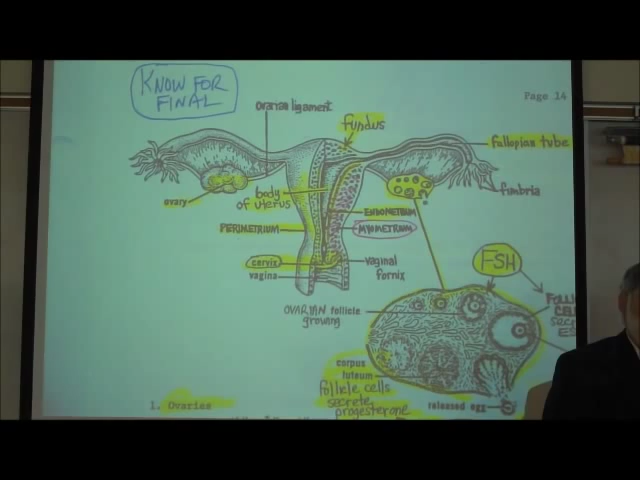 KNOW FOR
FINAL
Page 14
ovarian ligament
fundus
fallopian tube
ovary
body
of uterus
fimbria
ENDOMETRIUM
PERIMETRIUM
MYOMETRIUM
cervix
vagina
vaginal
fornix
FSH
OVARIAN follicle
growing
corpus
luteum
follicle cells
secrete
progesterone
released egg
1. Ovaries